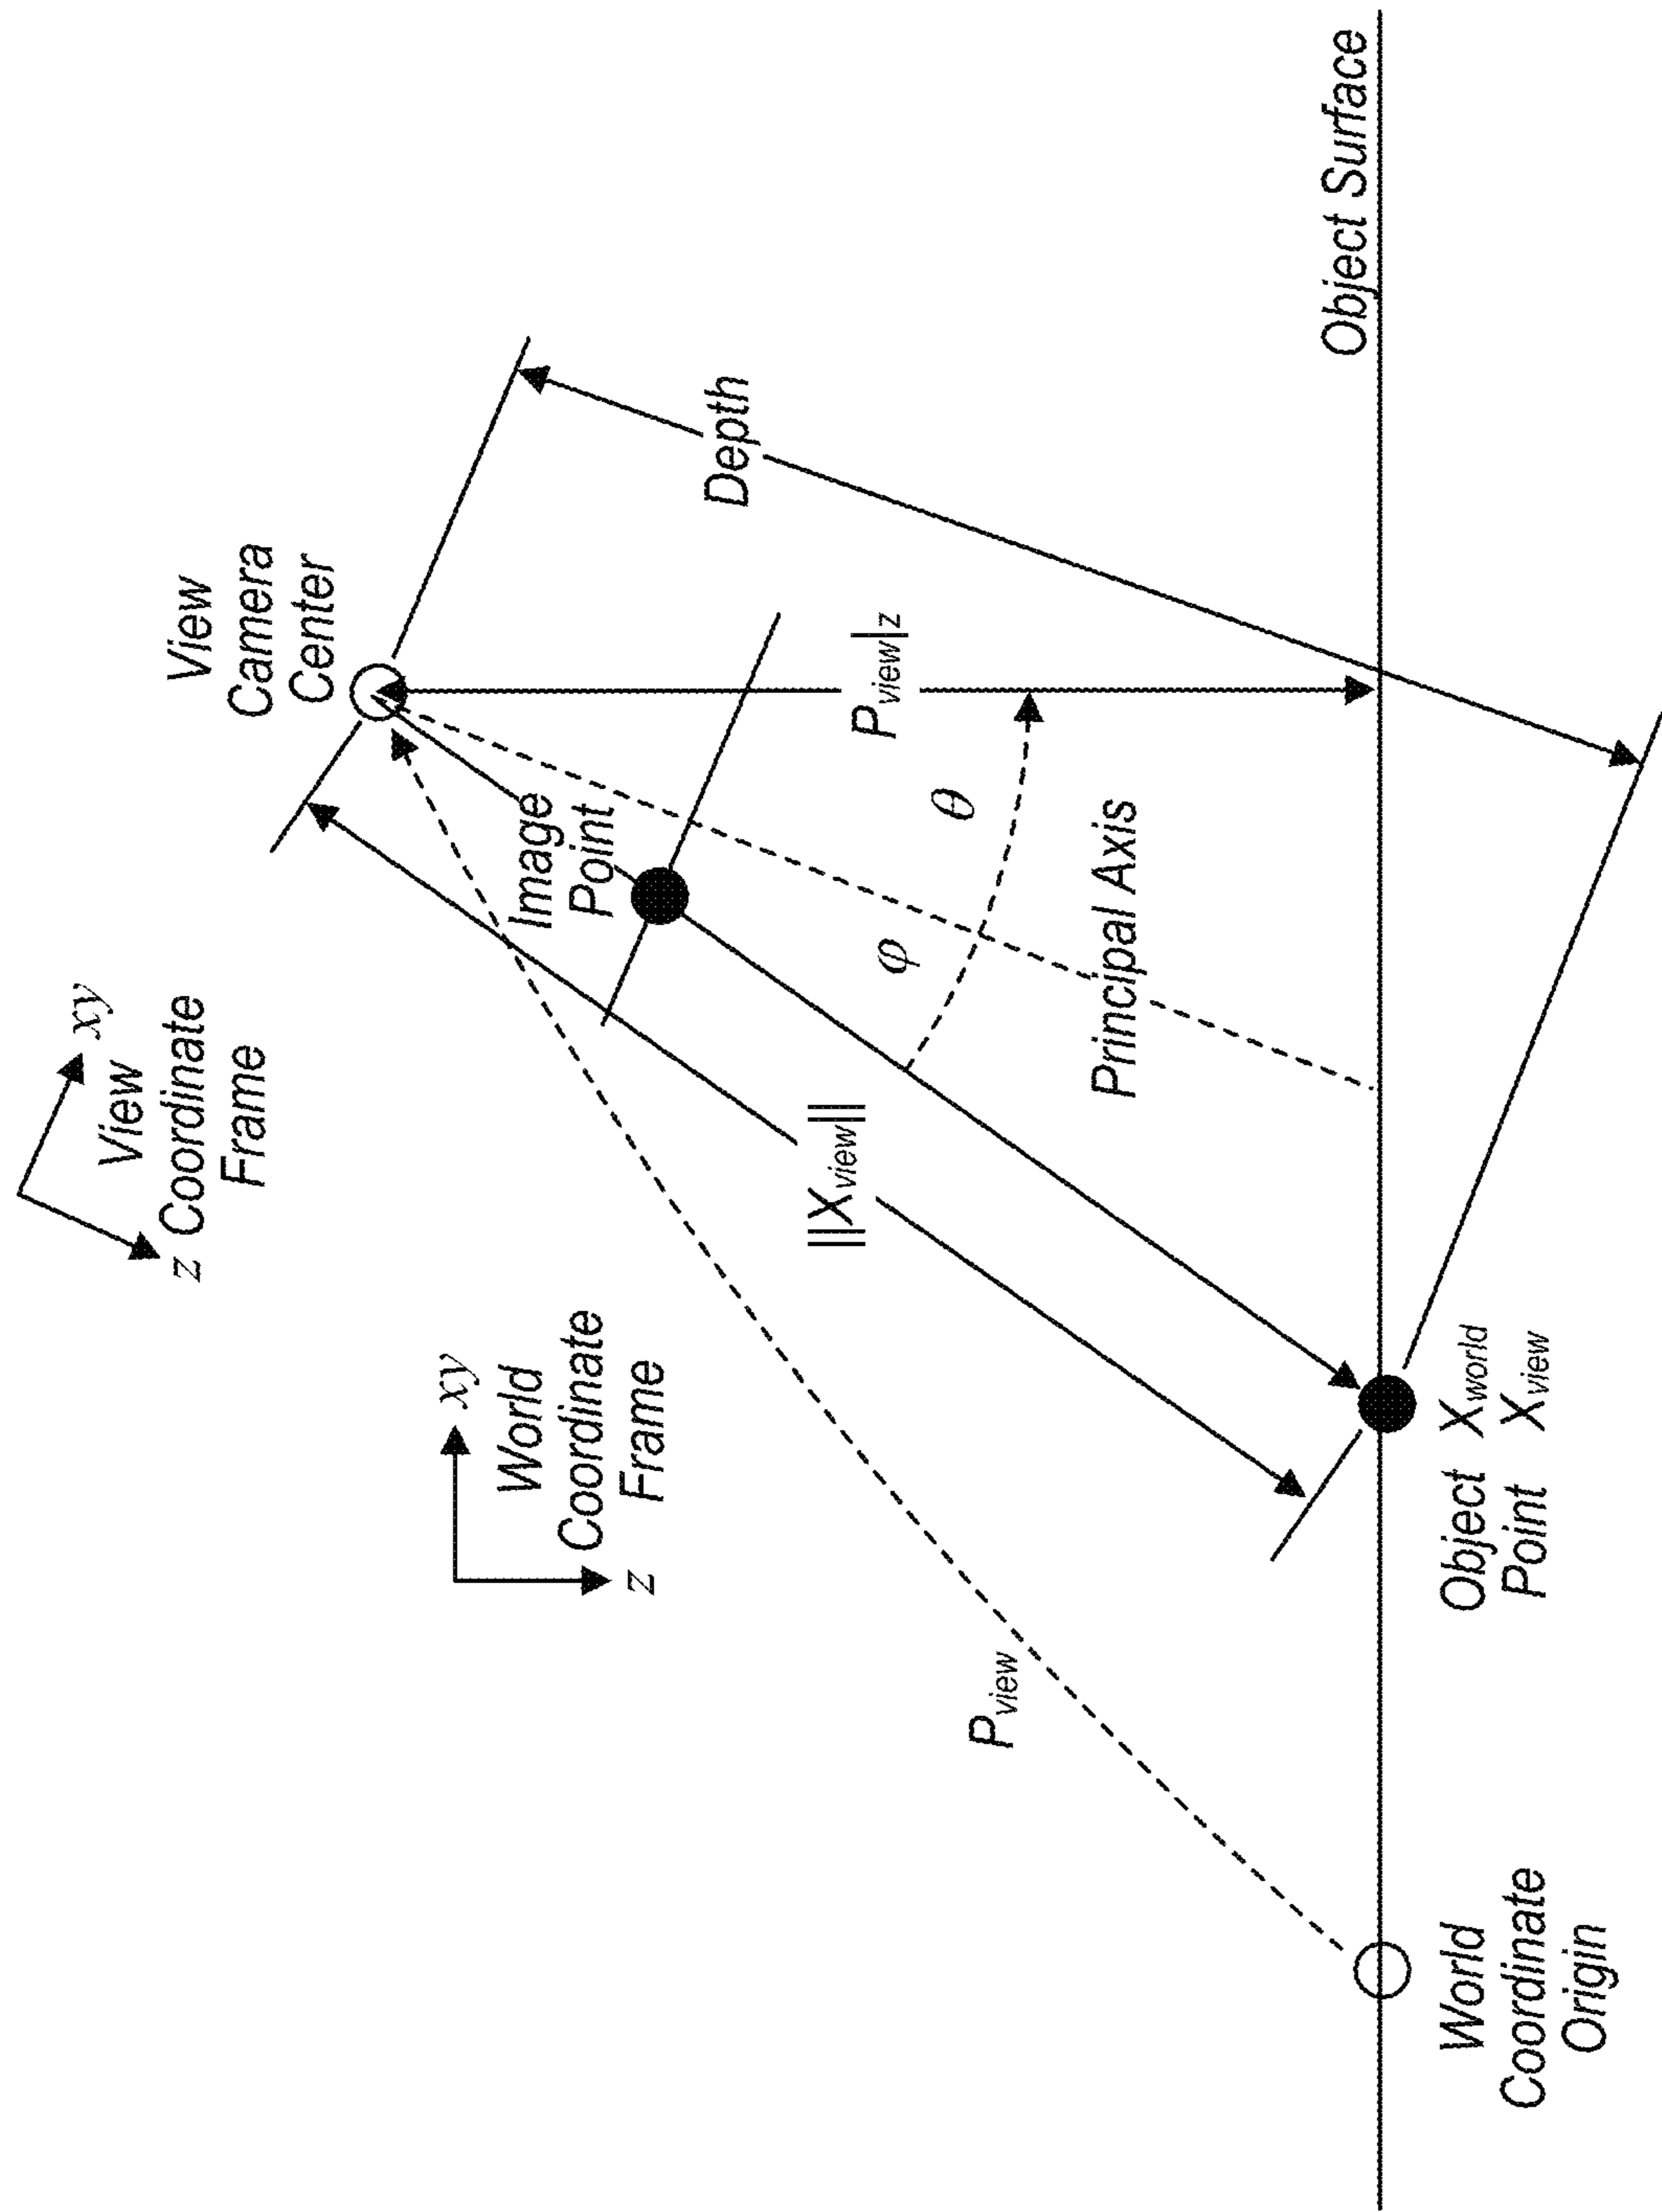 xy
View
z Coordinate
Frame
View
Camera
Center
xy
World
Coordinate
Frame
z
Image
Point
Depth
||X_view||
P_view|z
φ
θ
P_view
Principal Axis
Object Surface
World
Coordinate
Origin
Object X_world
Point X_view